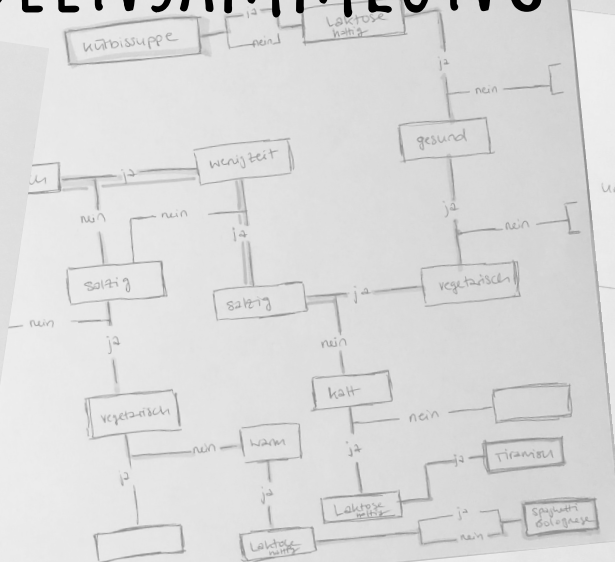 ja
Kürbissuppe
nein
Laktose
haltig
ja
nein
gesund
wenig zeit
ja
nein
nein
ja
ja
nein
salzig
salzig
ja
vegetarisch
nein
ja
nein
kalt
vegetarisch
nein
warm
nein
ja
ja
ja
Tiramisu
ja
Laktose
haltig
Laktose
haltig
ja
nein
spaghetti
bolognese